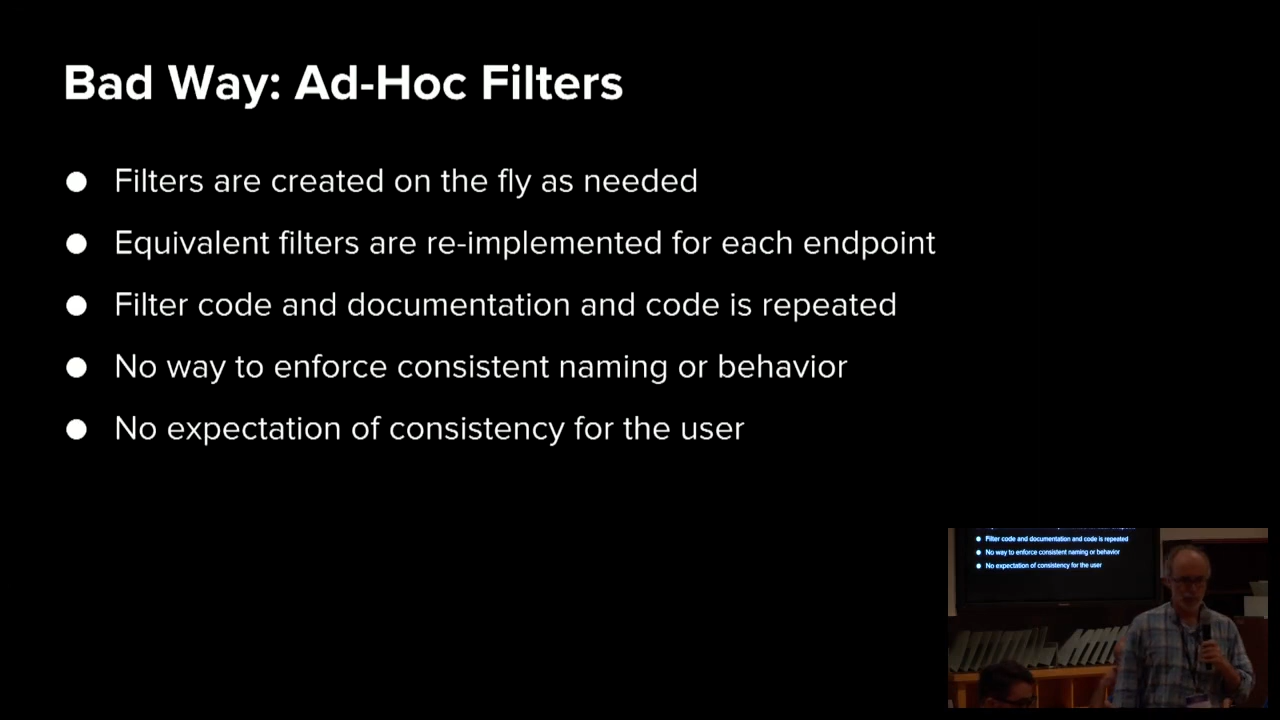 Bad Way: Ad-Hoc Filters
● Filters are created on the fly as needed
● Equivalent filters are re-implemented for each endpoint
● Filter code and documentation and code is repeated
● No way to enforce consistent naming or behavior
● No expectation of consistency for the user
● Filter code and documentation and code is repeated
● No way to enforce consistent naming or behavior
● No expectation of consistency for the user